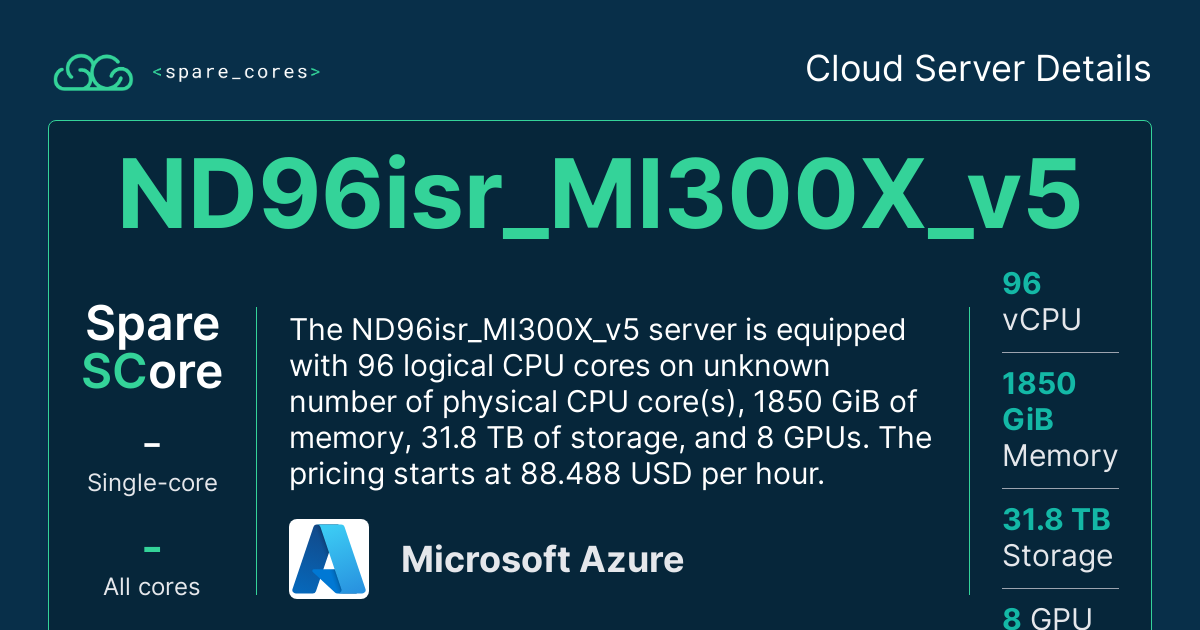 <spare_cores>
Cloud Server Details
ND96isr_MI300X_v5
Spare
SCore
–
Single-core
–
All cores
The ND96isr_MI300X_v5 server is equipped
with 96 logical CPU cores on unknown
number of physical CPU core(s), 1850 GiB of
memory, 31.8 TB of storage, and 8 GPUs. The
pricing starts at 88.488 USD per hour.
Microsoft Azure
96
vCPU
1850
GiB
Memory
31.8 TB
Storage
8 GPU